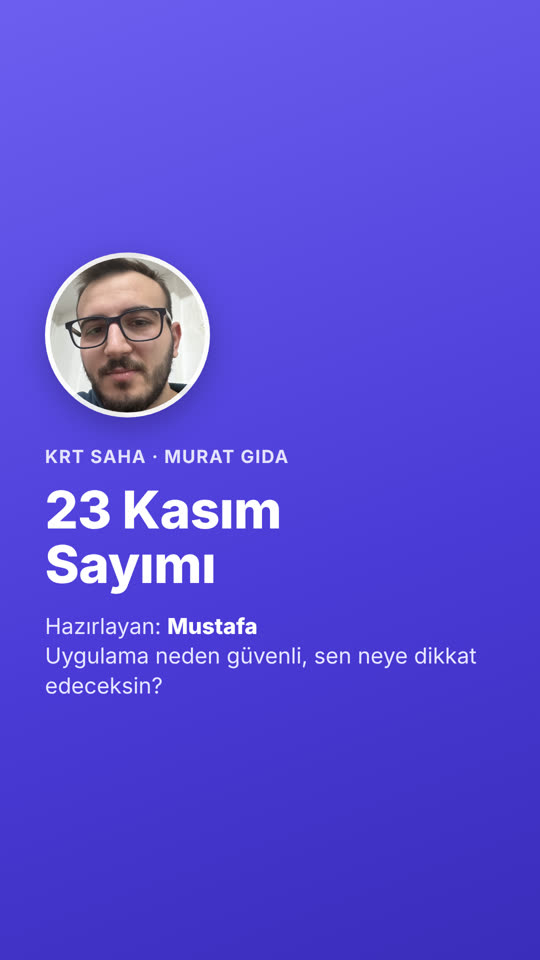 KRT SAHA · MURAT GIDA
23 Kasım
Sayımı
Hazırlayan: Mustafa
Uygulama neden güvenli, sen neye dikkat
edeceksin?